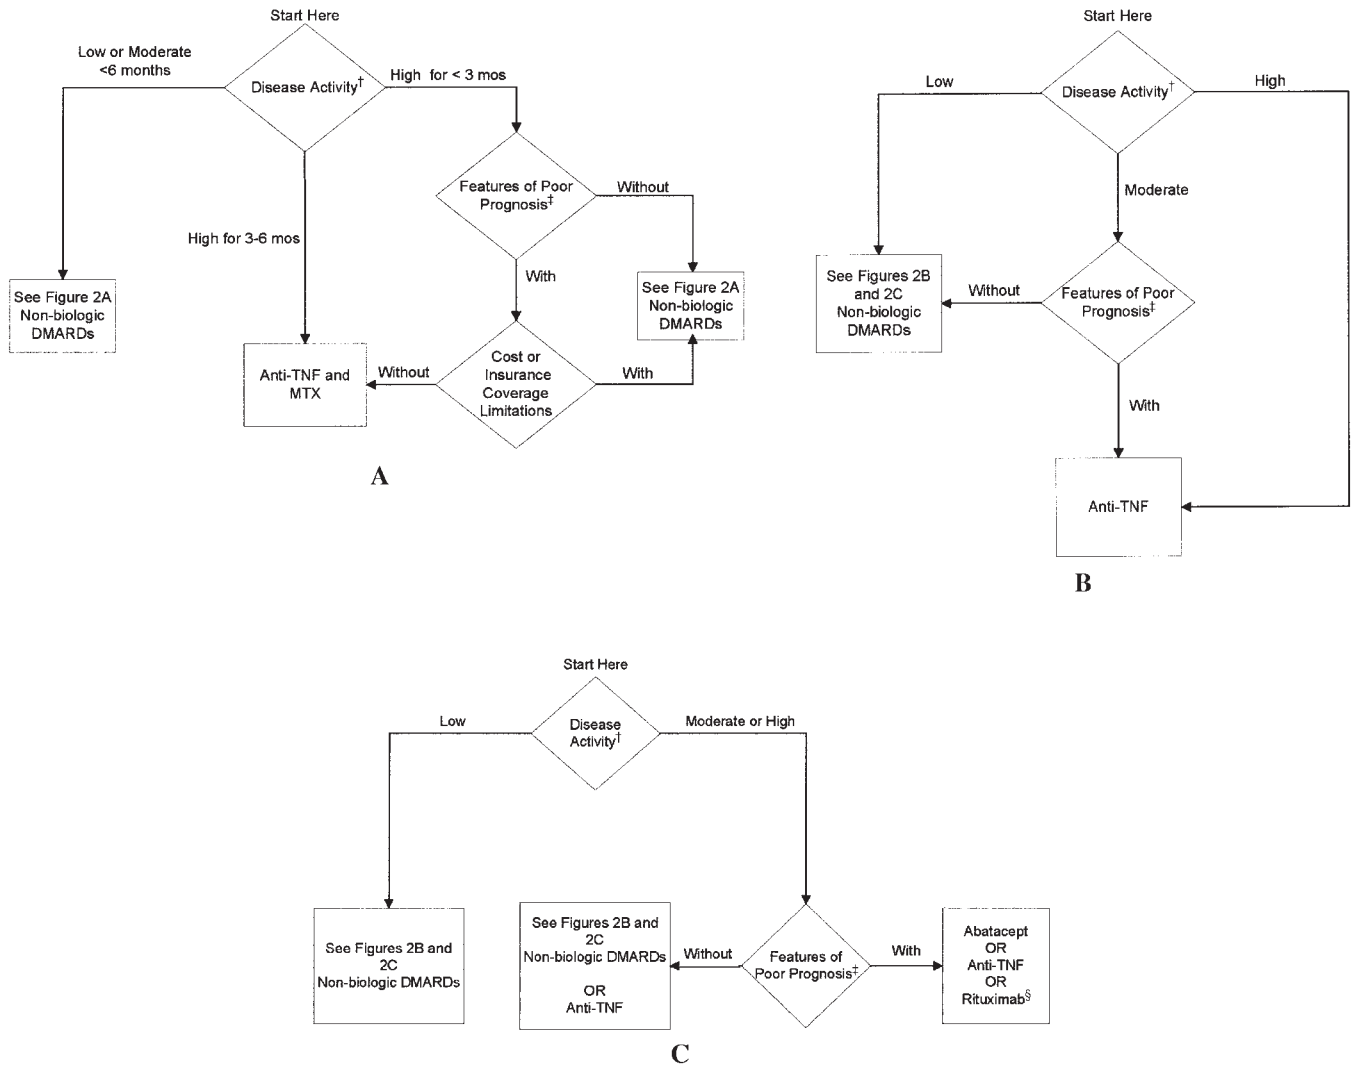 Start Here
Low or Moderate
<6 months
Disease Activity†
High for < 3 mos
Features of Poor
Prognosis‡
Without
High for 3-6 mos
With
See Figure 2A
Non-biologic
DMARDs
See Figure 2A
Non-biologic
DMARDs
Anti-TNF and
MTX
Without
Cost or
Insurance
Coverage
Limitations
With
A
Start Here
Low
Disease Activity†
High
Moderate
See Figures 2B
and 2C
Non-biologic
DMARDs
Without
Features of Poor
Prognosis‡
With
Anti-TNF
B
Start Here
Low
Disease
Activity†
Moderate or High
See Figures 2B and
2C
Non-biologic DMARDs
See Figures 2B and
2C
Non-biologic DMARDs
OR
Anti-TNF
Without
Features of
Poor Prognosis‡
With
Abatacept
OR
Anti-TNF
OR
Rituximab§
C